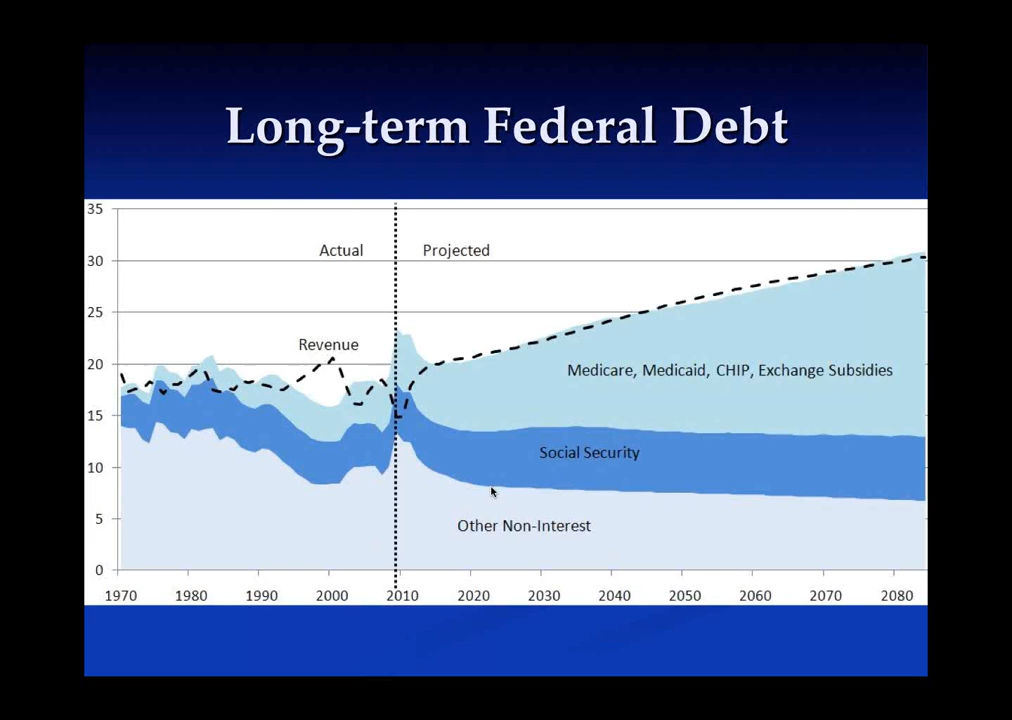 Long-term Federal Debt
35
30
25
20
15
10
5
0
Actual
Projected
Revenue
Medicare, Medicaid, CHIP, Exchange Subsidies
Social Security
Other Non-Interest
1970 1980 1990 2000 2010 2020 2030 2040 2050 2060 2070 2080